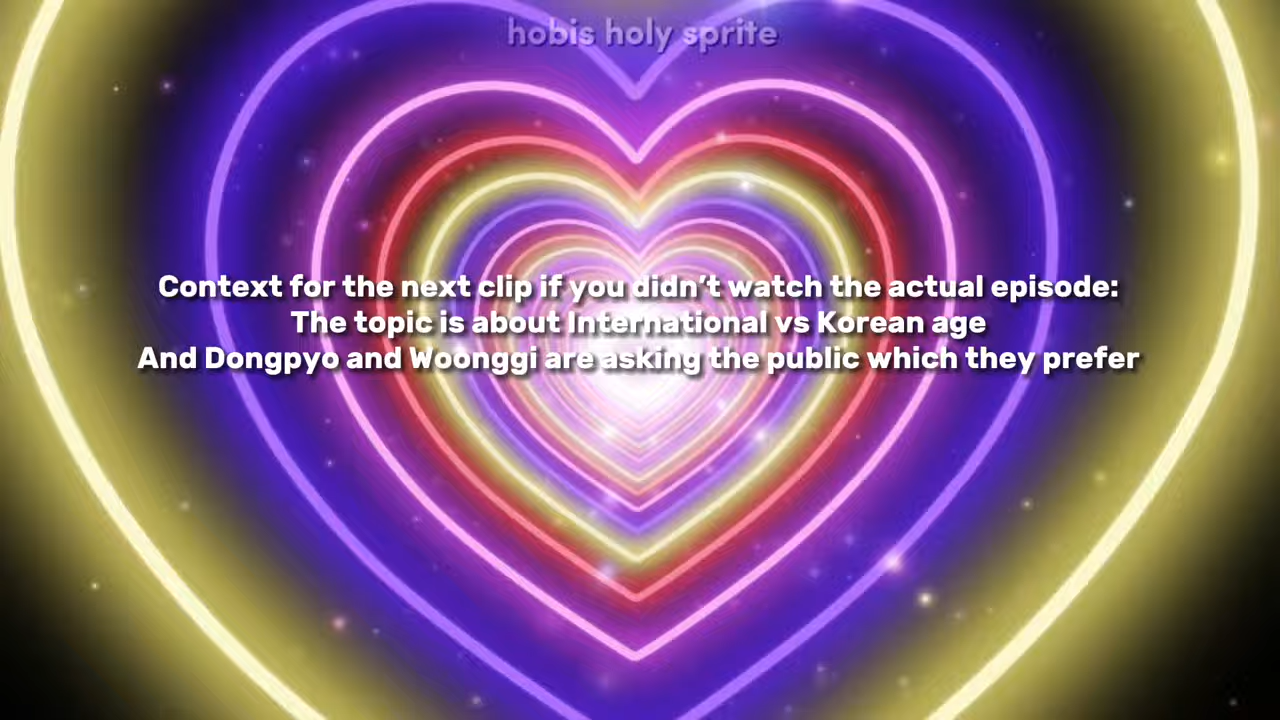 hobis holy sprite
Context for the next clip if you didn’t watch the actual episode:
The topic is about International vs Korean age
And Dongpyo and Woonggi are asking the public which they prefer